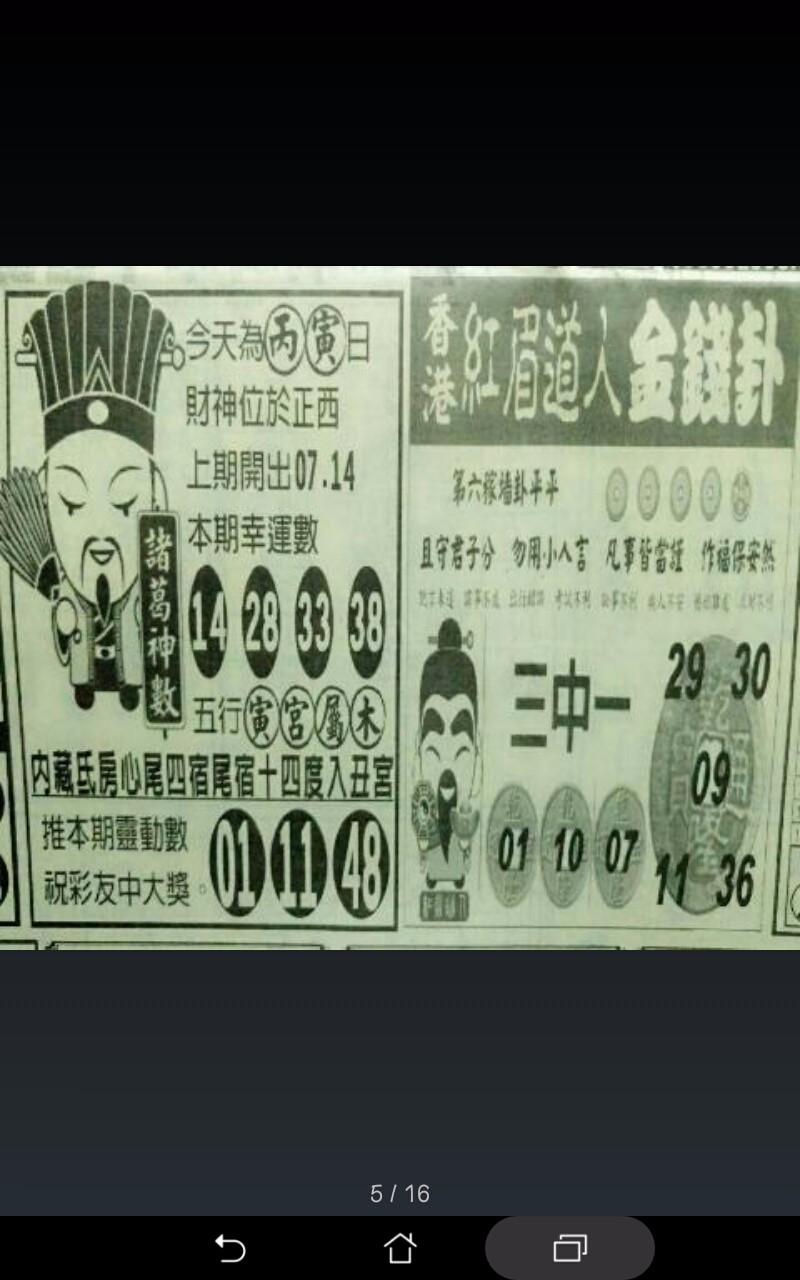 今天為丙寅日
財神位於正西
上期開出07.14
本期幸運數
諸葛神數
14 28 33 38
五行寅宮屬木
內藏氐房心尾四宿尾宿十四度入丑宮
推本期靈動數
祝彩友中大獎。
01 11 48
香港紅眉道人金錢卦
第六稼墻卦平平
且守君子分 勿用小人言 凡事皆當謹 作福保安然
三中一
01 10 07
29 30
09
11 36
5 / 16